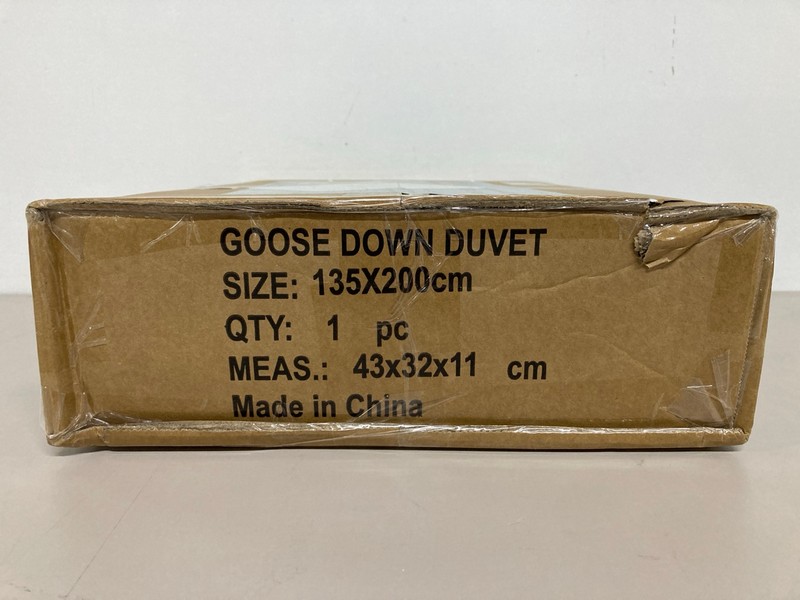 GOOSE DOWN DUVET
SIZE: 135X200cm
QTY: 1 pc
MEAS.: 43x32x11 cm
Made in China